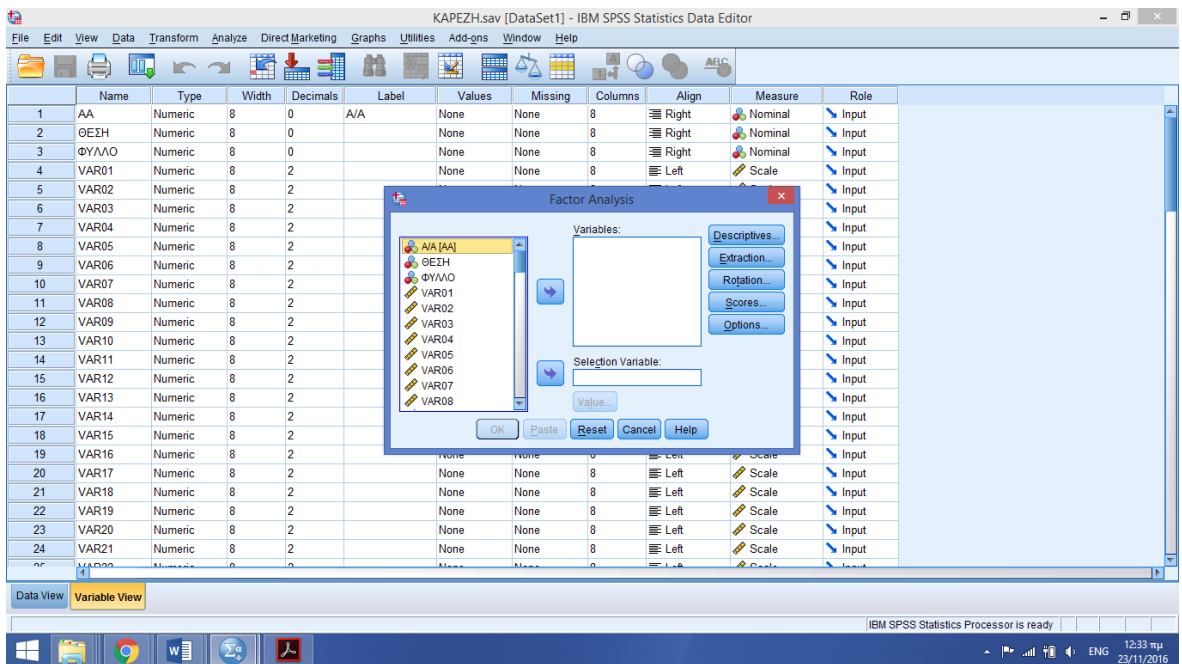 KAPEZH.sav [DataSet1] - IBM SPSS Statistics Data Editor
File Edit View Data Transform Analyze Direct Marketing Graphs Utilities Add-ons Window Help
Name Type Width Decimals Label Values Missing Columns Align Measure Role
1 AA Numeric 8 0 A/A None None 8 Right Nominal Input
2 ΘΕΣΗ Numeric 8 0 None None 8 Right Nominal Input
3 ΦΥΛΛΟ Numeric 8 0 None None 8 Right Nominal Input
4 VAR01 Numeric 8 2 None None 8 Left Scale Input
5 VAR02 Numeric 8 2 Input
6 VAR03 Numeric 8 2 Input
7 VAR04 Numeric 8 2 Input
8 VAR05 Numeric 8 2 Input
9 VAR06 Numeric 8 2 Input
10 VAR07 Numeric 8 2 Input
11 VAR08 Numeric 8 2 Input
12 VAR09 Numeric 8 2 Input
13 VAR10 Numeric 8 2 Input
14 VAR11 Numeric 8 2 Input
15 VAR12 Numeric 8 2 Input
16 VAR13 Numeric 8 2 Input
17 VAR14 Numeric 8 2 Input
18 VAR15 Numeric 8 2 Input
19 VAR16 Numeric 8 2 None None 8 Left Scale Input
20 VAR17 Numeric 8 2 None None 8 Left Scale Input
21 VAR18 Numeric 8 2 None None 8 Left Scale Input
22 VAR19 Numeric 8 2 None None 8 Left Scale Input
23 VAR20 Numeric 8 2 None None 8 Left Scale Input
24 VAR21 Numeric 8 2 None None 8 Left Scale Input
Factor Analysis
A/A [AA]
ΘΕΣΗ
ΦΥΛΛΟ
VAR01
VAR02
VAR03
VAR04
VAR05
VAR06
VAR07
VAR08
Variables:
Selection Variable:
Value...
Descriptives...
Extraction...
Rotation...
Scores...
Options...
OK Paste Reset Cancel Help
Data View Variable View
IBM SPSS Statistics Processor is ready
ENG 12:33 πμ
23/11/2016